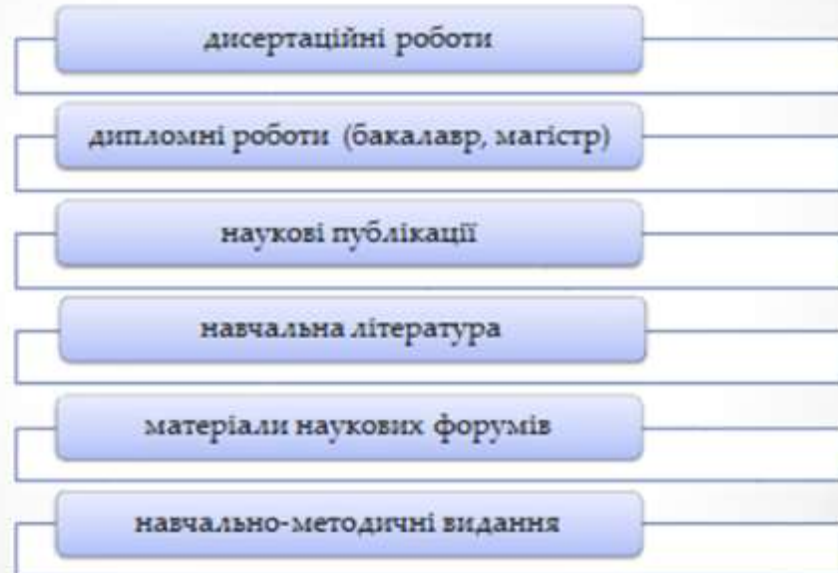 дисертаційні роботи
дипломні роботи (бакалавр, магістр)
наукові публікації
навчальна література
матеріали наукових форумів
навчально-методичні видання